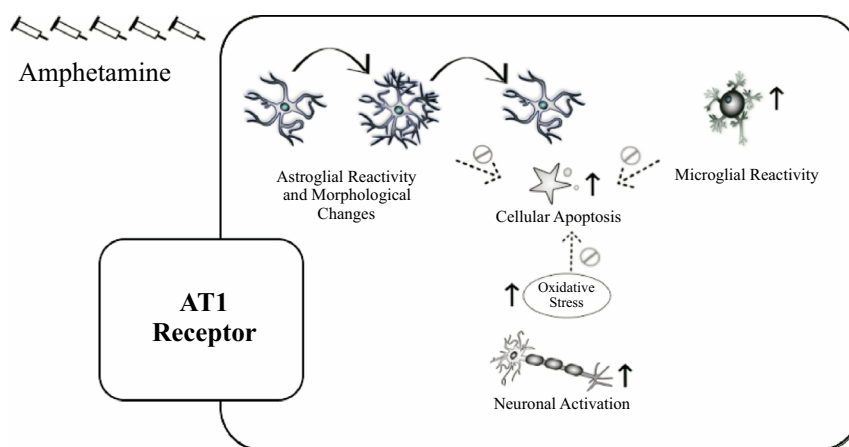 Amphetamine
Astroglial Reactivity
and Morphological
Changes
Microglial Reactivity
Cellular Apoptosis
Oxidative
Stress
AT1
Receptor
Neuronal Activation